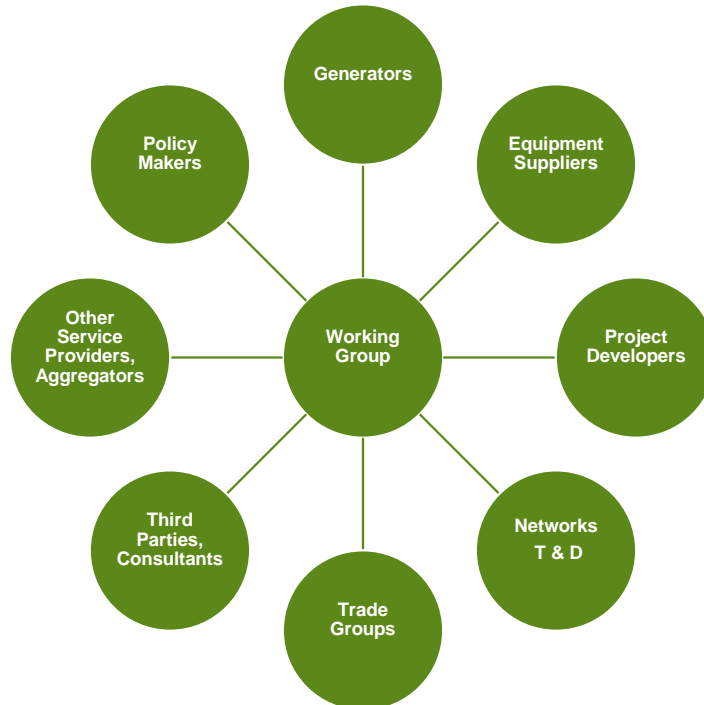 Generators
Policy
Makers
Equipment
Suppliers
Other
Service
Providers,
Aggregators
Working
Group
Project
Developers
Third
Parties,
Consultants
Networks
T & D
Trade
Groups